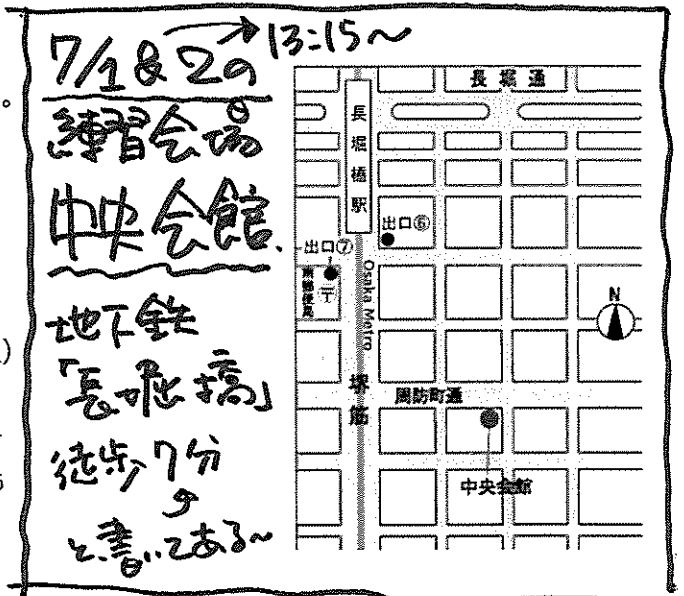 7/1&2の 13:15〜
練習会場
中央会館.
地下鉄
「長堀橋」
徒歩7分
と書いてある〜
長堀通
長堀橋駅
出口⑥
出口⑦
南郵便局
〒
Osaka Metro
堺筋
周防町通
中央会館
N